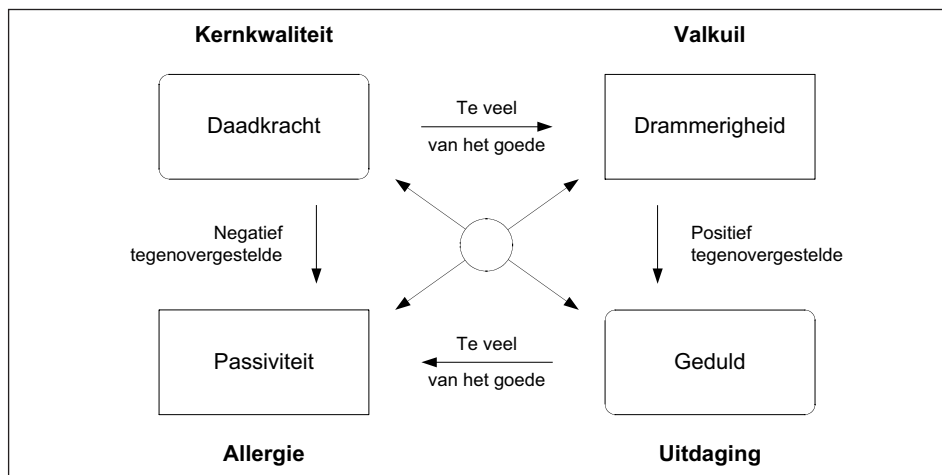 Kernkwaliteit
Valkuil
Daadkracht
Te veel
van het goede
Drammerigheid
Negatief
tegenovergestelde
Positief
tegenovergestelde
Passiviteit
Te veel
van het goede
Geduld
Allergie
Uitdaging